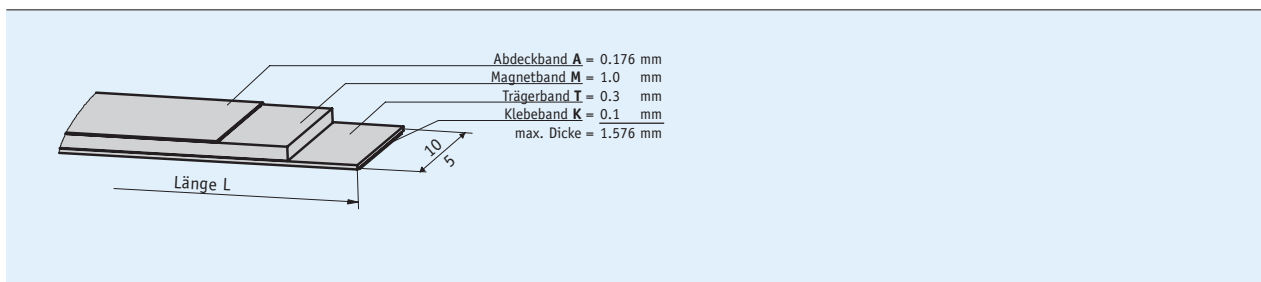 Abdeckband A = 0.176 mm
Magnetband M = 1.0 mm
Trägerband T = 0.3 mm
Klebeband K = 0.1 mm
max. Dicke = 1.576 mm
10
5
Länge L